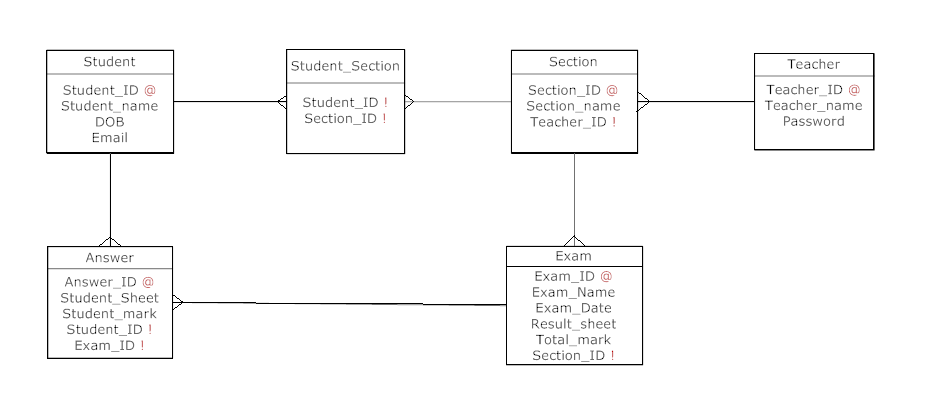 Student
Student_ID @
Student_name
DOB
Email
Student_Section
Student_ID !
Section_ID !
Section
Section_ID @
Section_name
Teacher_ID !
Teacher
Teacher_ID @
Teacher_name
Password
Answer
Answer_ID @
Student_Sheet
Student_mark
Student_ID !
Exam_ID !
Exam
Exam_ID @
Exam_Name
Exam_Date
Result_sheet
Total_mark
Section_ID !